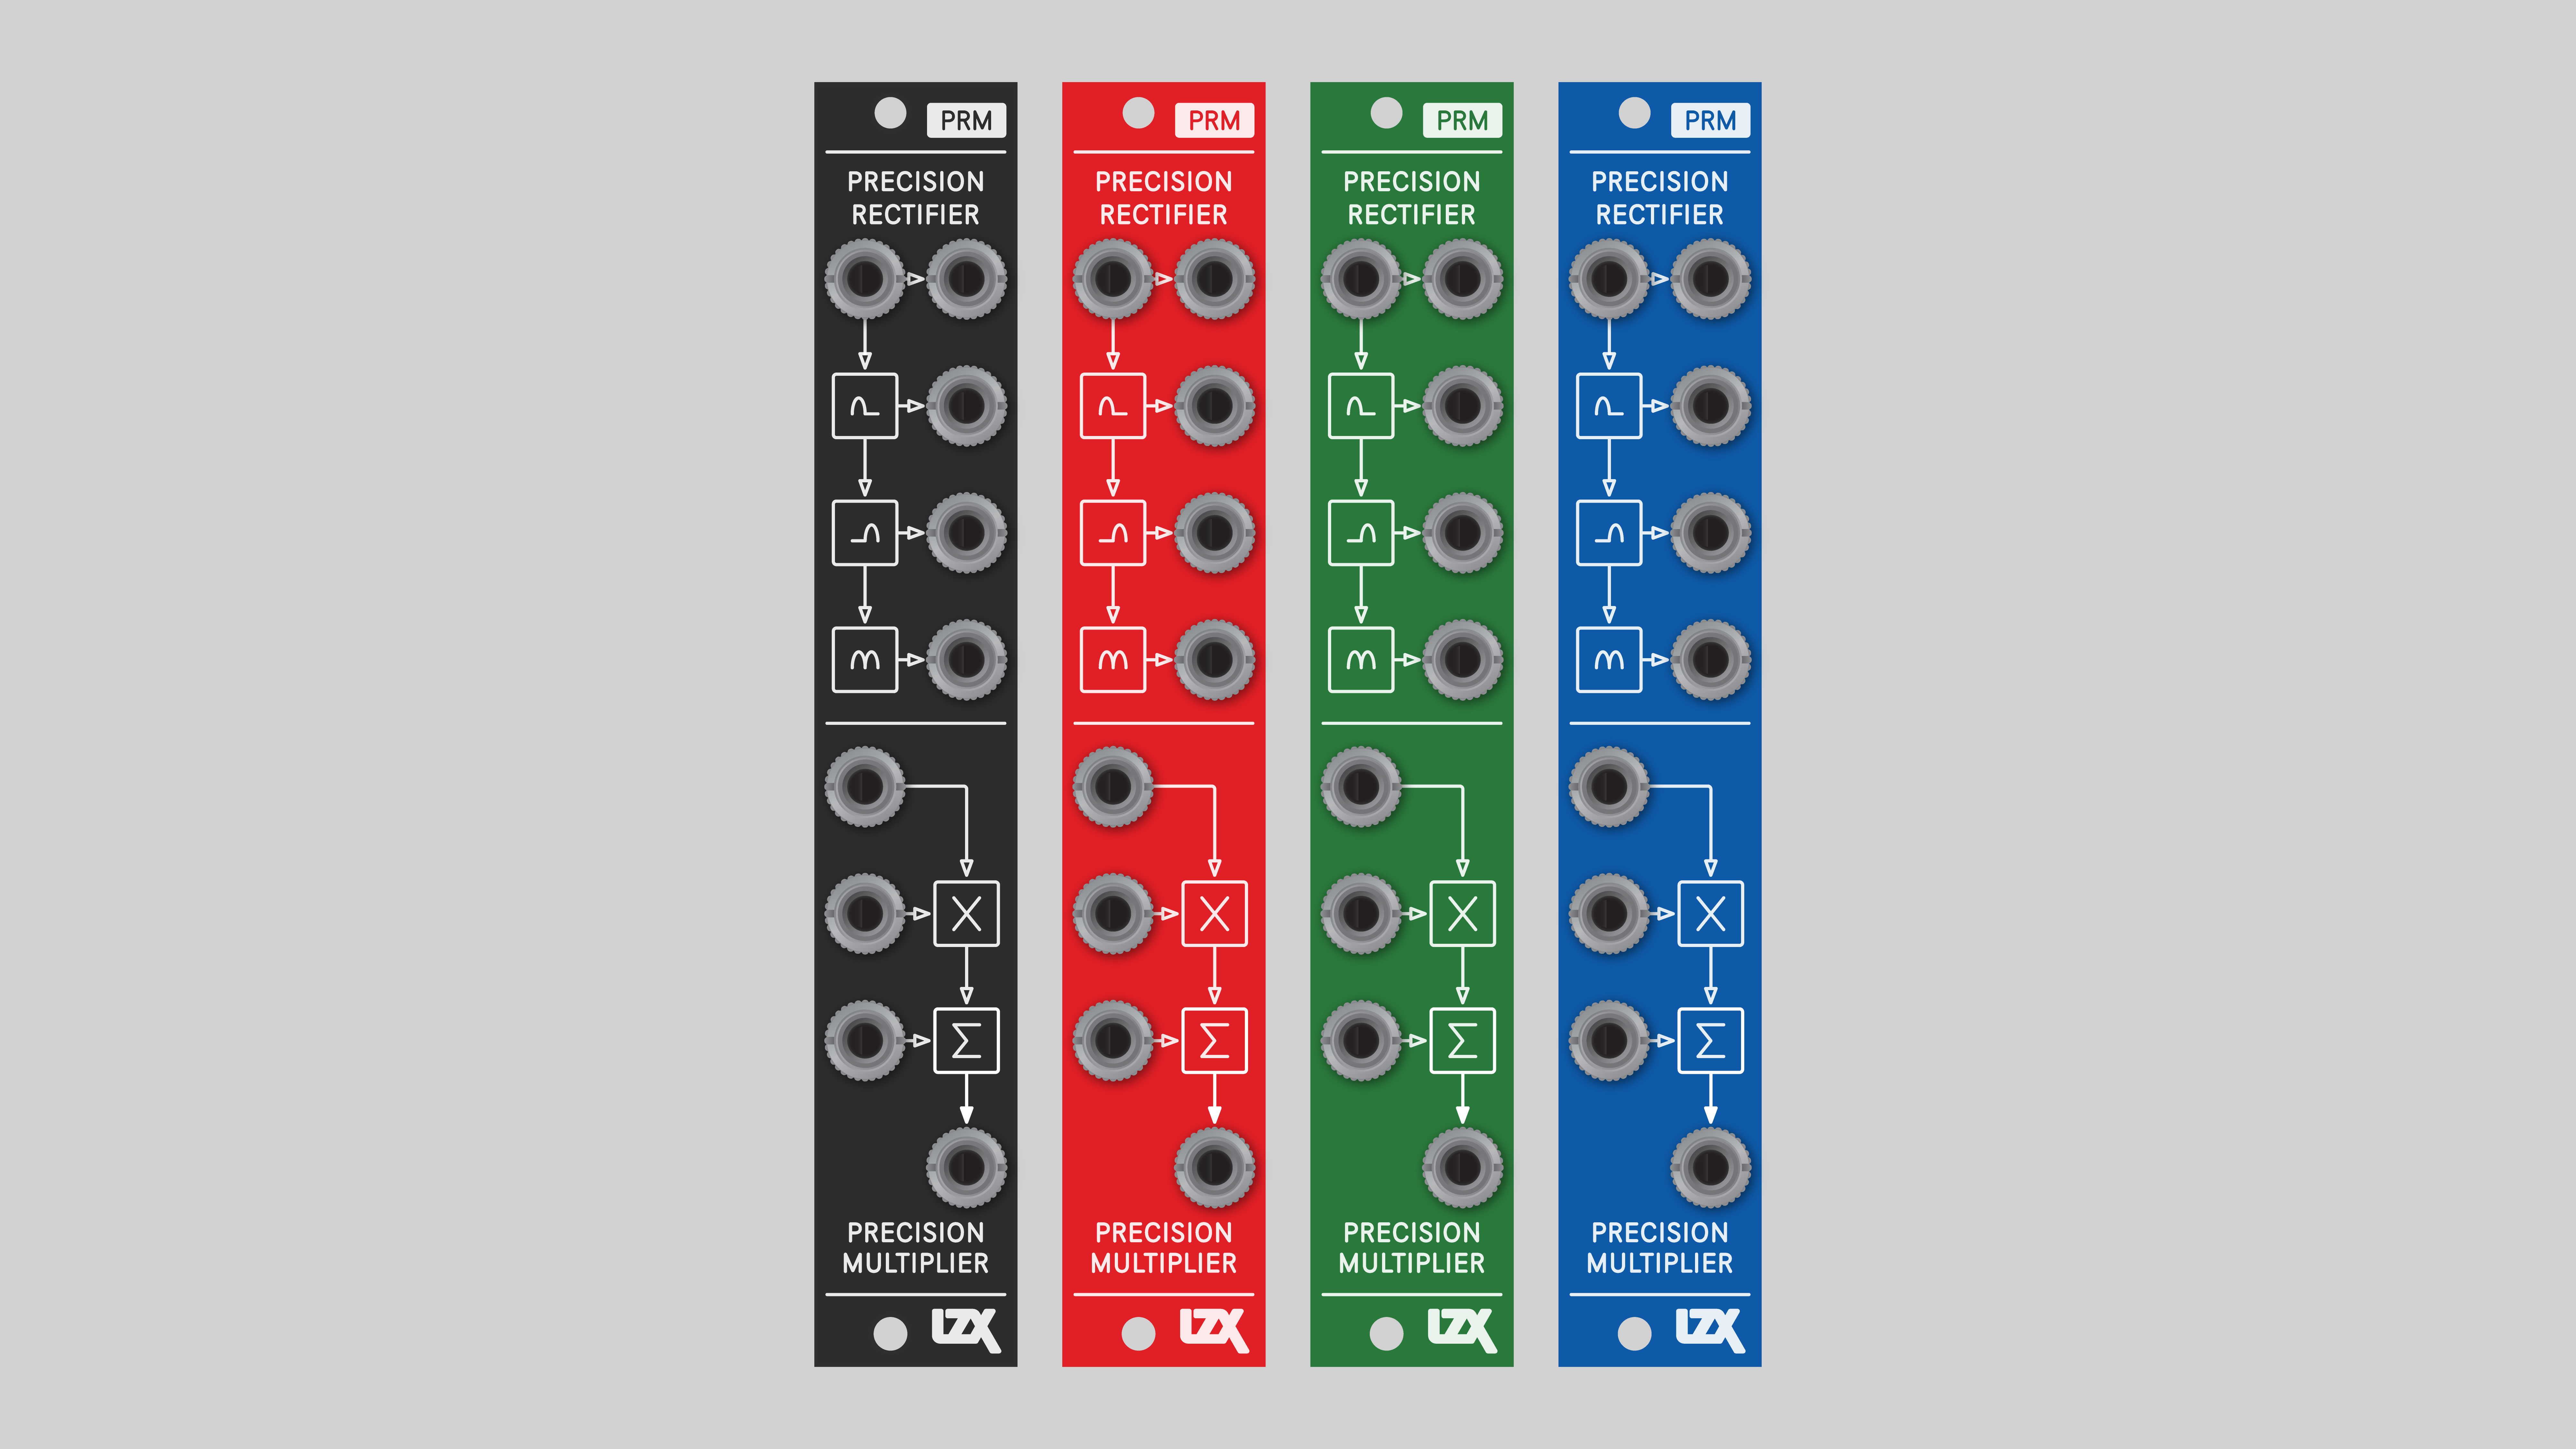 PRM
PRECISION
RECTIFIER
X
Σ
PRECISION
MULTIPLIER
LZX
PRM
PRECISION
RECTIFIER
X
Σ
PRECISION
MULTIPLIER
LZX
PRM
PRECISION
RECTIFIER
X
Σ
PRECISION
MULTIPLIER
LZX
PRM
PRECISION
RECTIFIER
X
Σ
PRECISION
MULTIPLIER
LZX